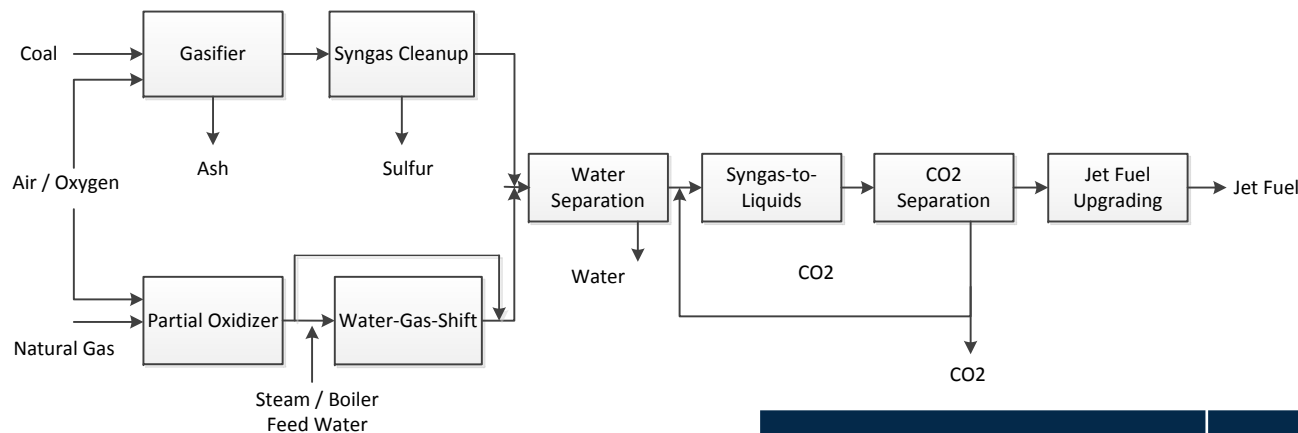 Coal
Gasifier
Syngas Cleanup
Ash
Sulfur
Air / Oxygen
Water
Separation
Syngas-to-
Liquids
CO2
Separation
Jet Fuel
Upgrading
Jet Fuel
Water
CO2
Partial Oxidizer
Water-Gas-Shift
Natural Gas
CO2
Steam / Boiler
Feed Water